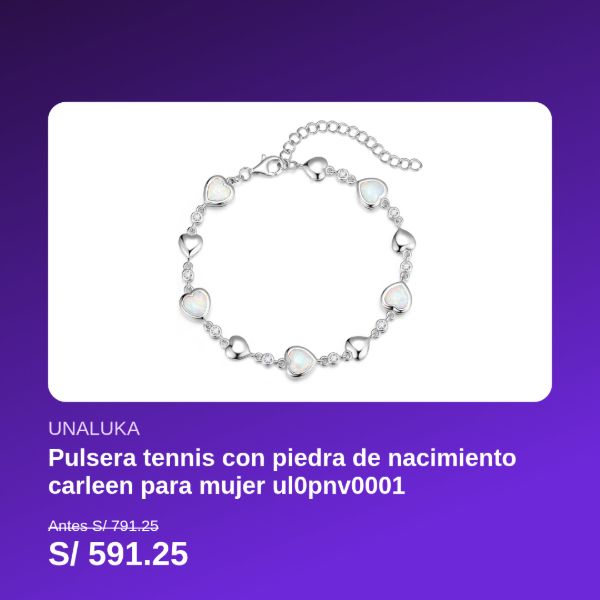 UNALUKA
Pulsera tennis con piedra de nacimiento
carleen para mujer ul0pnv0001
Antes S/ 791.25
S/ 591.25